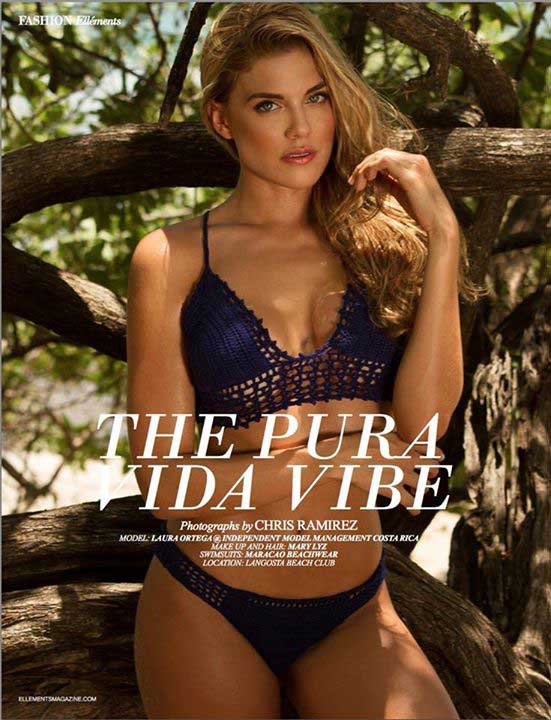 FASHION Elléments
THE PURA
VIDA VIBE
Photographs by CHRIS RAMIREZ
MODEL: LAURA ORTEGA @ INDEPENDENT MODEL MANAGEMENT COSTA RICA
MAKE UP AND HAIR: MARY LYZ
SWIMSUITS: MARACAO BEACHWEAR
LOCATION: LANGOSTA BEACH CLUB
ELLEMENTSMAGAZINE.COM